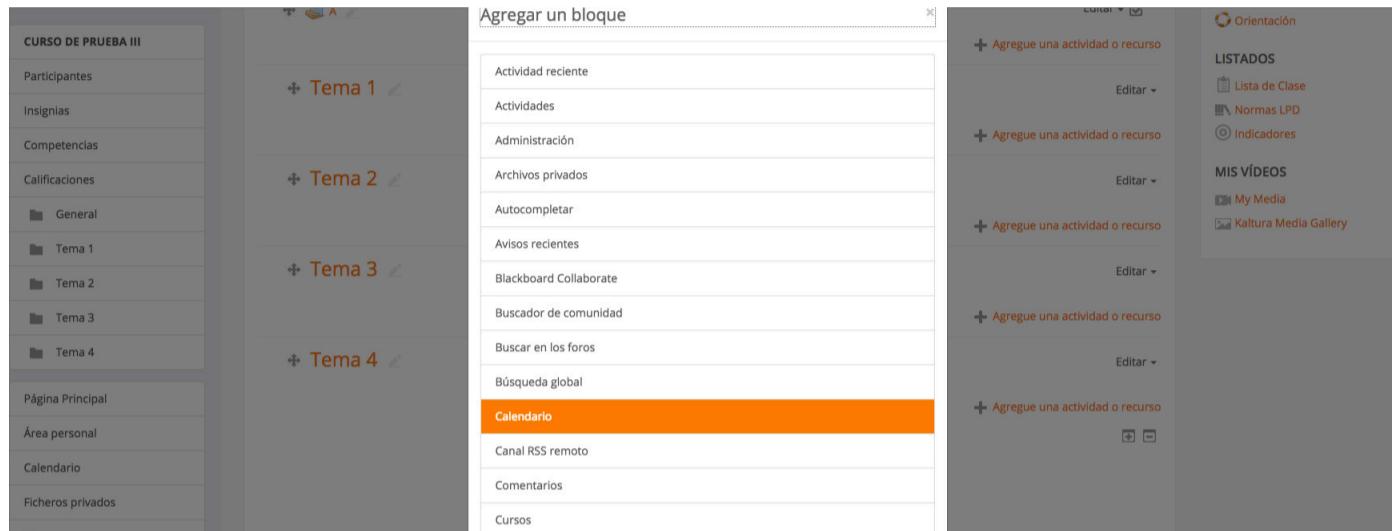 CURSO DE PRUEBA III
Participantes
Insignias
Competencias
Calificaciones
General
Tema 1
Tema 2
Tema 3
Tema 4
Página Principal
Área personal
Calendario
Ficheros privados
A
Tema 1
Tema 2
Tema 3
Tema 4
Agregar un bloque
×
Actividad reciente
Actividades
Administración
Archivos privados
Autocompletar
Avisos recientes
Blackboard Collaborate
Buscador de comunidad
Buscar en los foros
Búsqueda global
Calendario
Canal RSS remoto
Comentarios
Cursos
Editar
Agregue una actividad o recurso
Editar
Agregue una actividad o recurso
Editar
Agregue una actividad o recurso
Editar
Agregue una actividad o recurso
Editar
Agregue una actividad o recurso
Orientación
LISTADOS
Lista de Clase
Normas LPD
Indicadores
MIS VÍDEOS
My Media
Kaltura Media Gallery